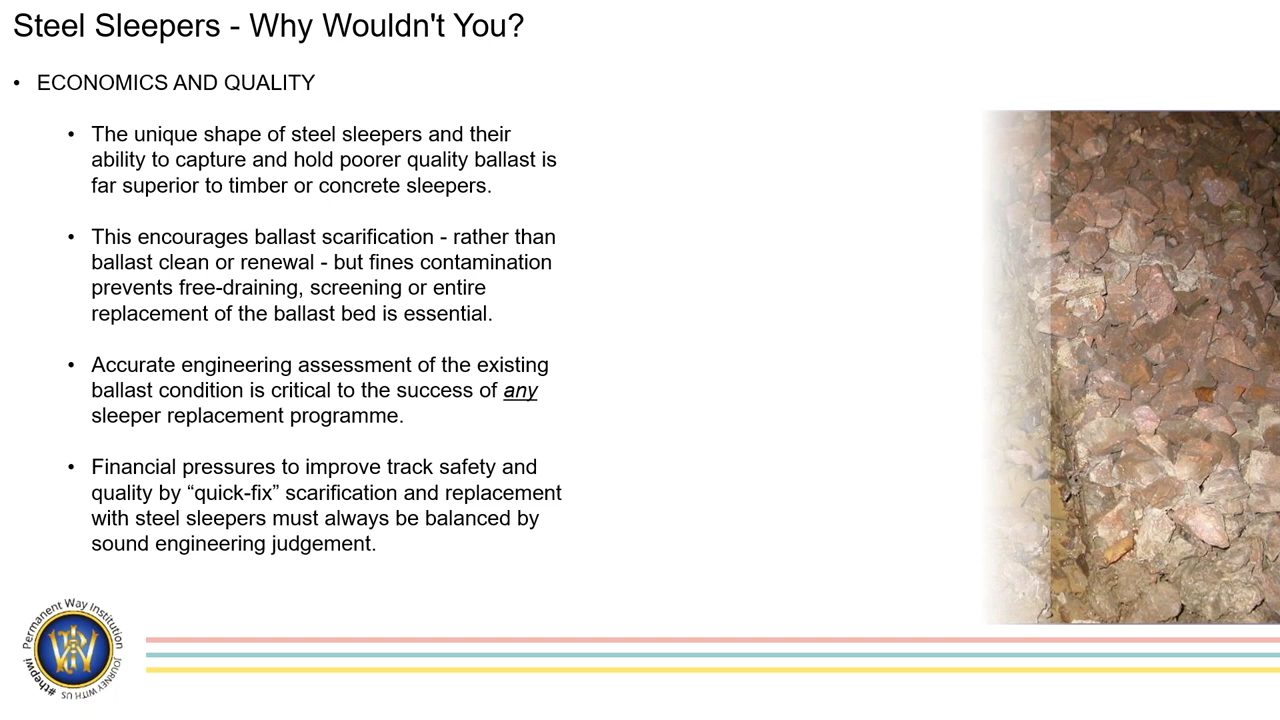 Steel Sleepers - Why Wouldn't You?
• ECONOMICS AND QUALITY
• The unique shape of steel sleepers and their
ability to capture and hold poorer quality ballast is
far superior to timber or concrete sleepers.
• This encourages ballast scarification - rather than
ballast clean or renewal - but fines contamination
prevents free-draining, screening or entire
replacement of the ballast bed is essential.
• Accurate engineering assessment of the existing
ballast condition is critical to the success of any
sleeper replacement programme.
• Financial pressures to improve track safety and
quality by “quick-fix” scarification and replacement
with steel sleepers must always be balanced by
sound engineering judgement.
Permanent Way Institution
JOURNEY WITH US
#thepwi
PWI